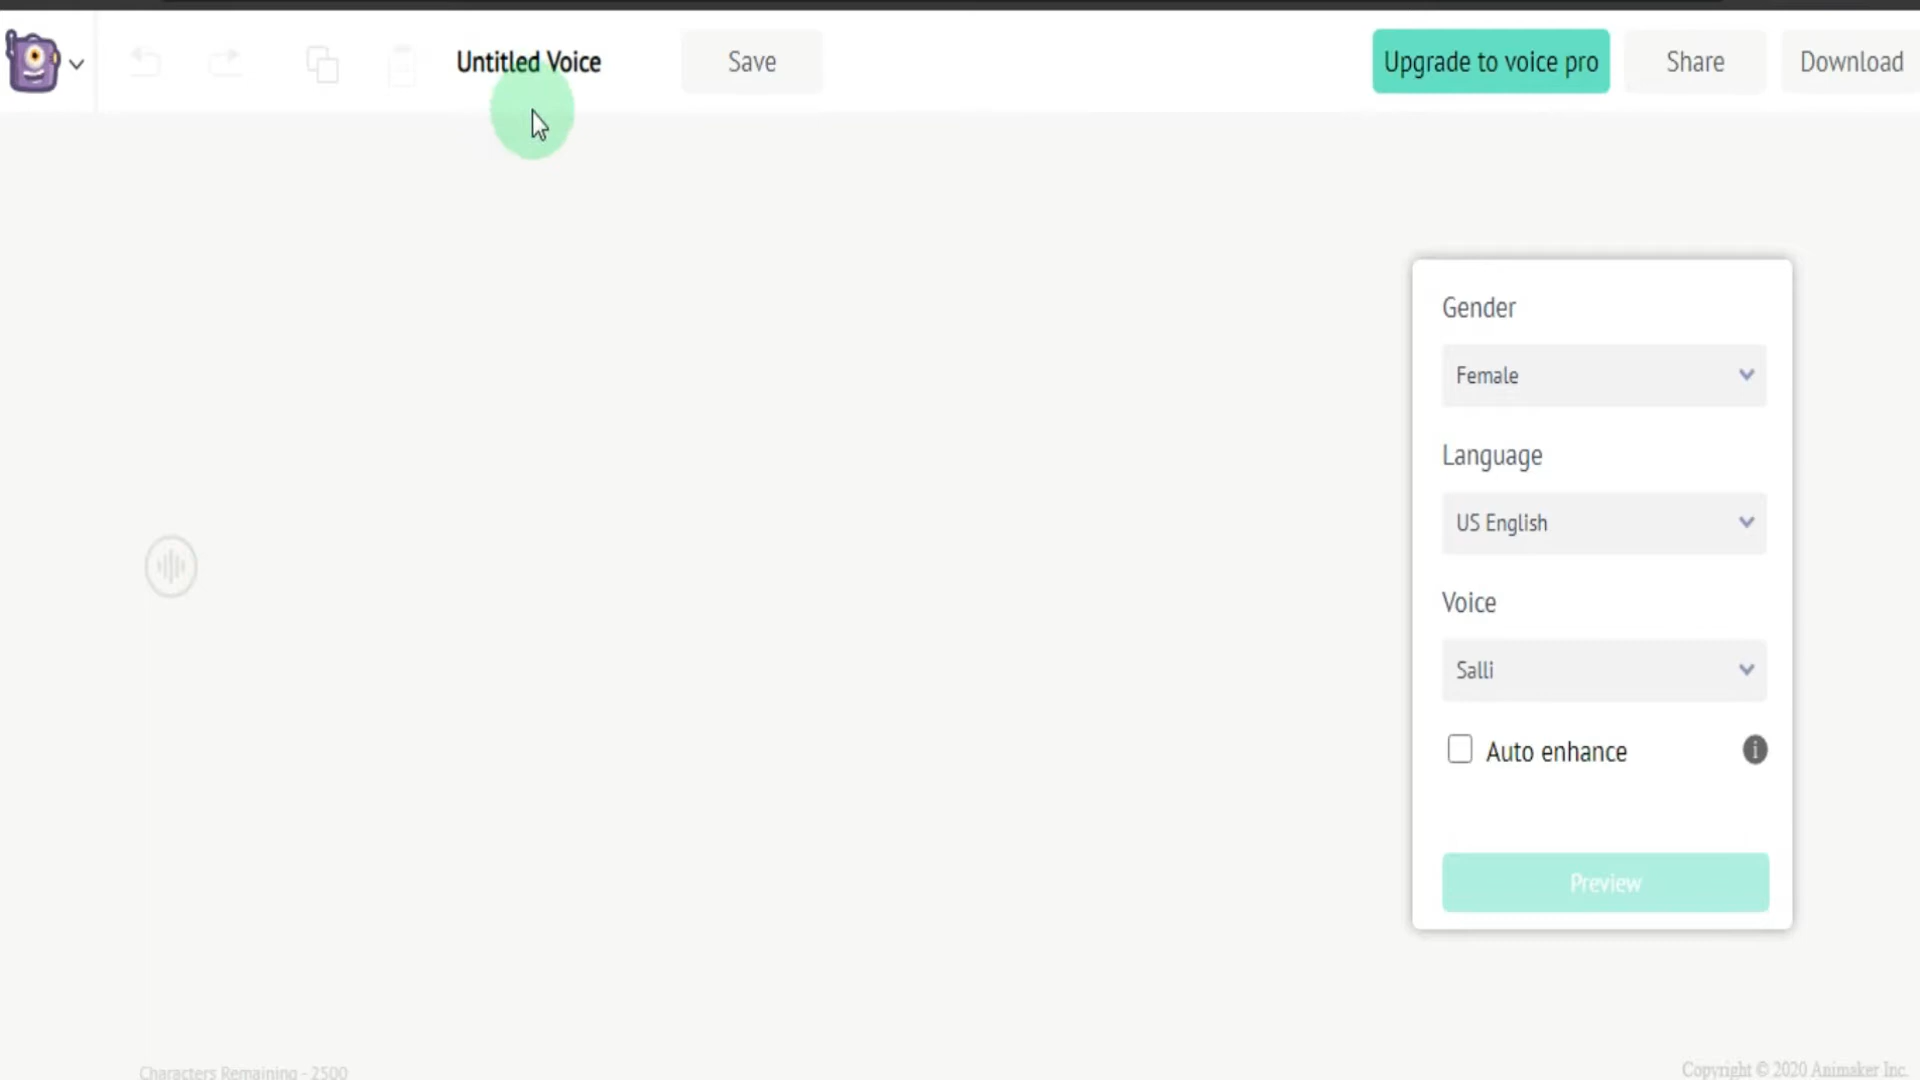 Untitled Voice
Save
Upgrade to voice pro
Share
Download
Gender
Female
Language
US English
Voice
Salli
Auto enhance
Preview
Characters Remaining - 2500
Copyright © 2020 Animaker Inc.